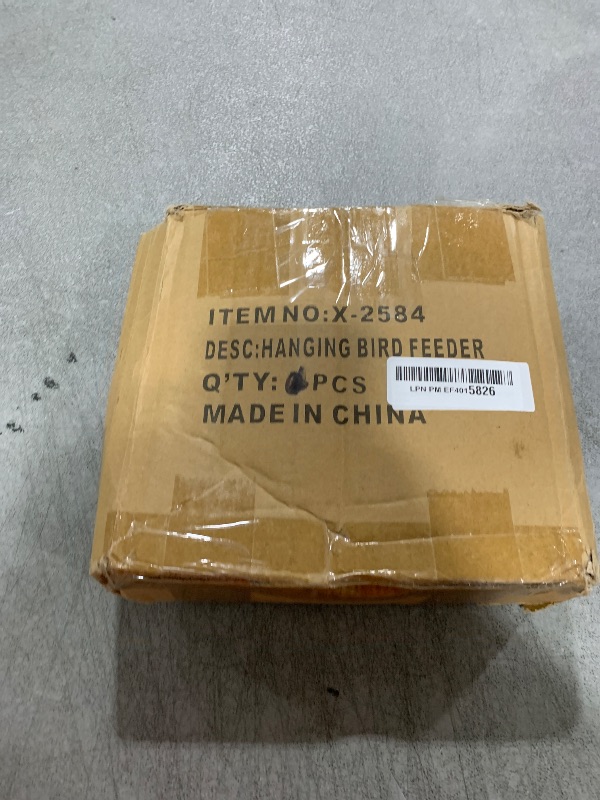 ITEM NO:X-2584
DESC:HANGING BIRD FEEDER
Q'TY: PCS
MADE IN CHINA
LPN PM EF4015826